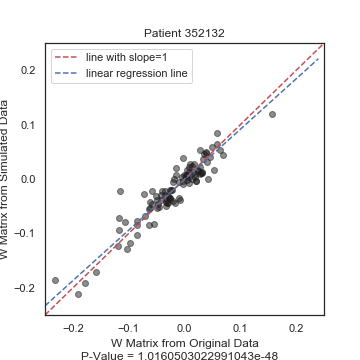 Patient 352132
line with slope=1
linear regression line
W Matrix from Simulated Data
0.2
0.1
0.0
−0.1
−0.2
−0.2
−0.1
0.0
0.1
0.2
W Matrix from Original Data
P-Value = 1.0160503022991043e-48